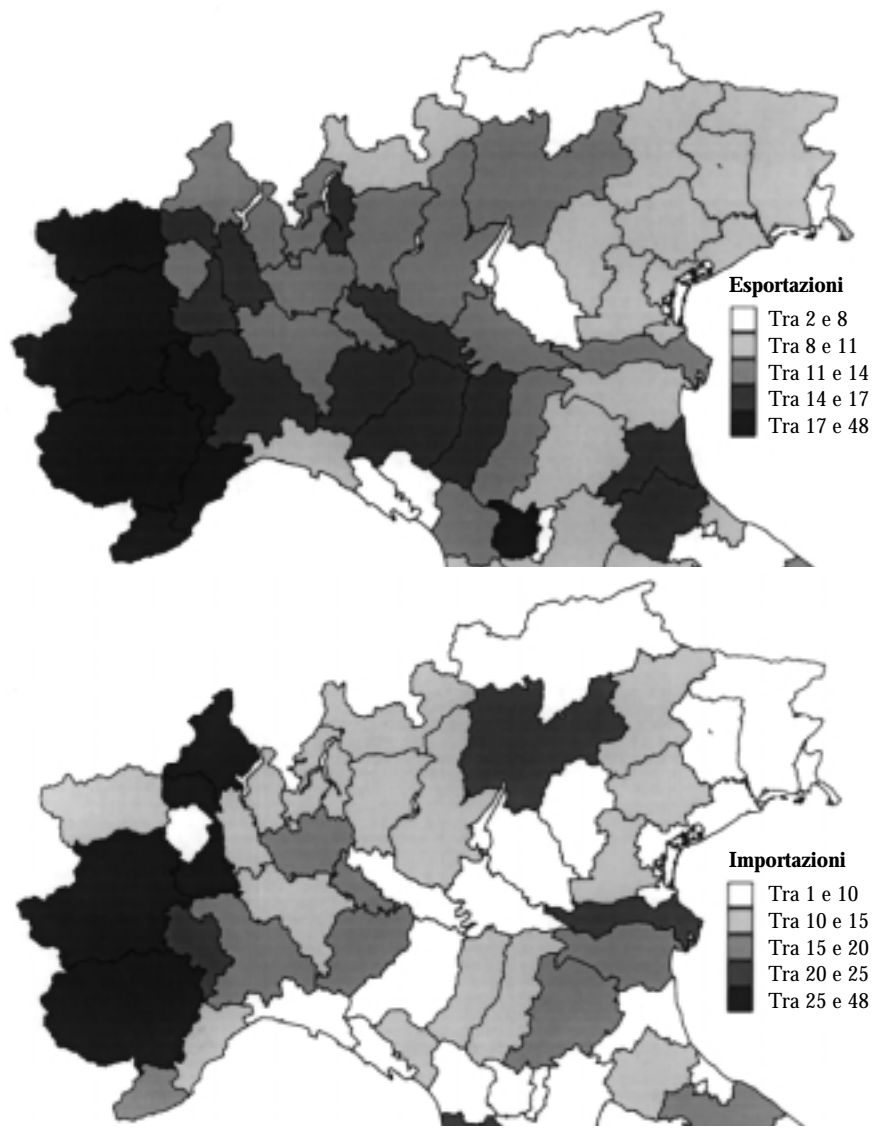 Esportazioni
Tra 2 e 8
Tra 8 e 11
Tra 11 e 14
Tra 14 e 17
Tra 17 e 48
Importazioni
Tra 1 e 10
Tra 10 e 15
Tra 15 e 20
Tra 20 e 25
Tra 25 e 48